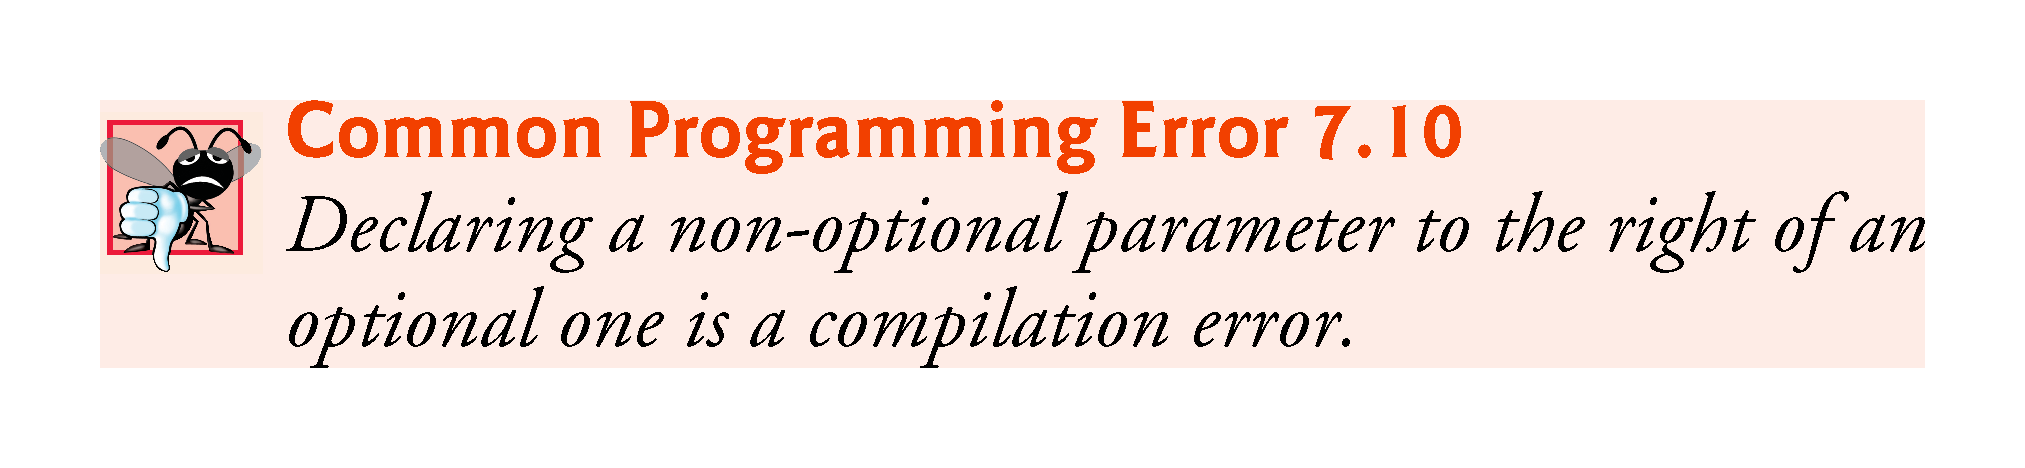 Common Programming Error 7.10
Declaring a non-optional parameter to the right of an
optional one is a compilation error.